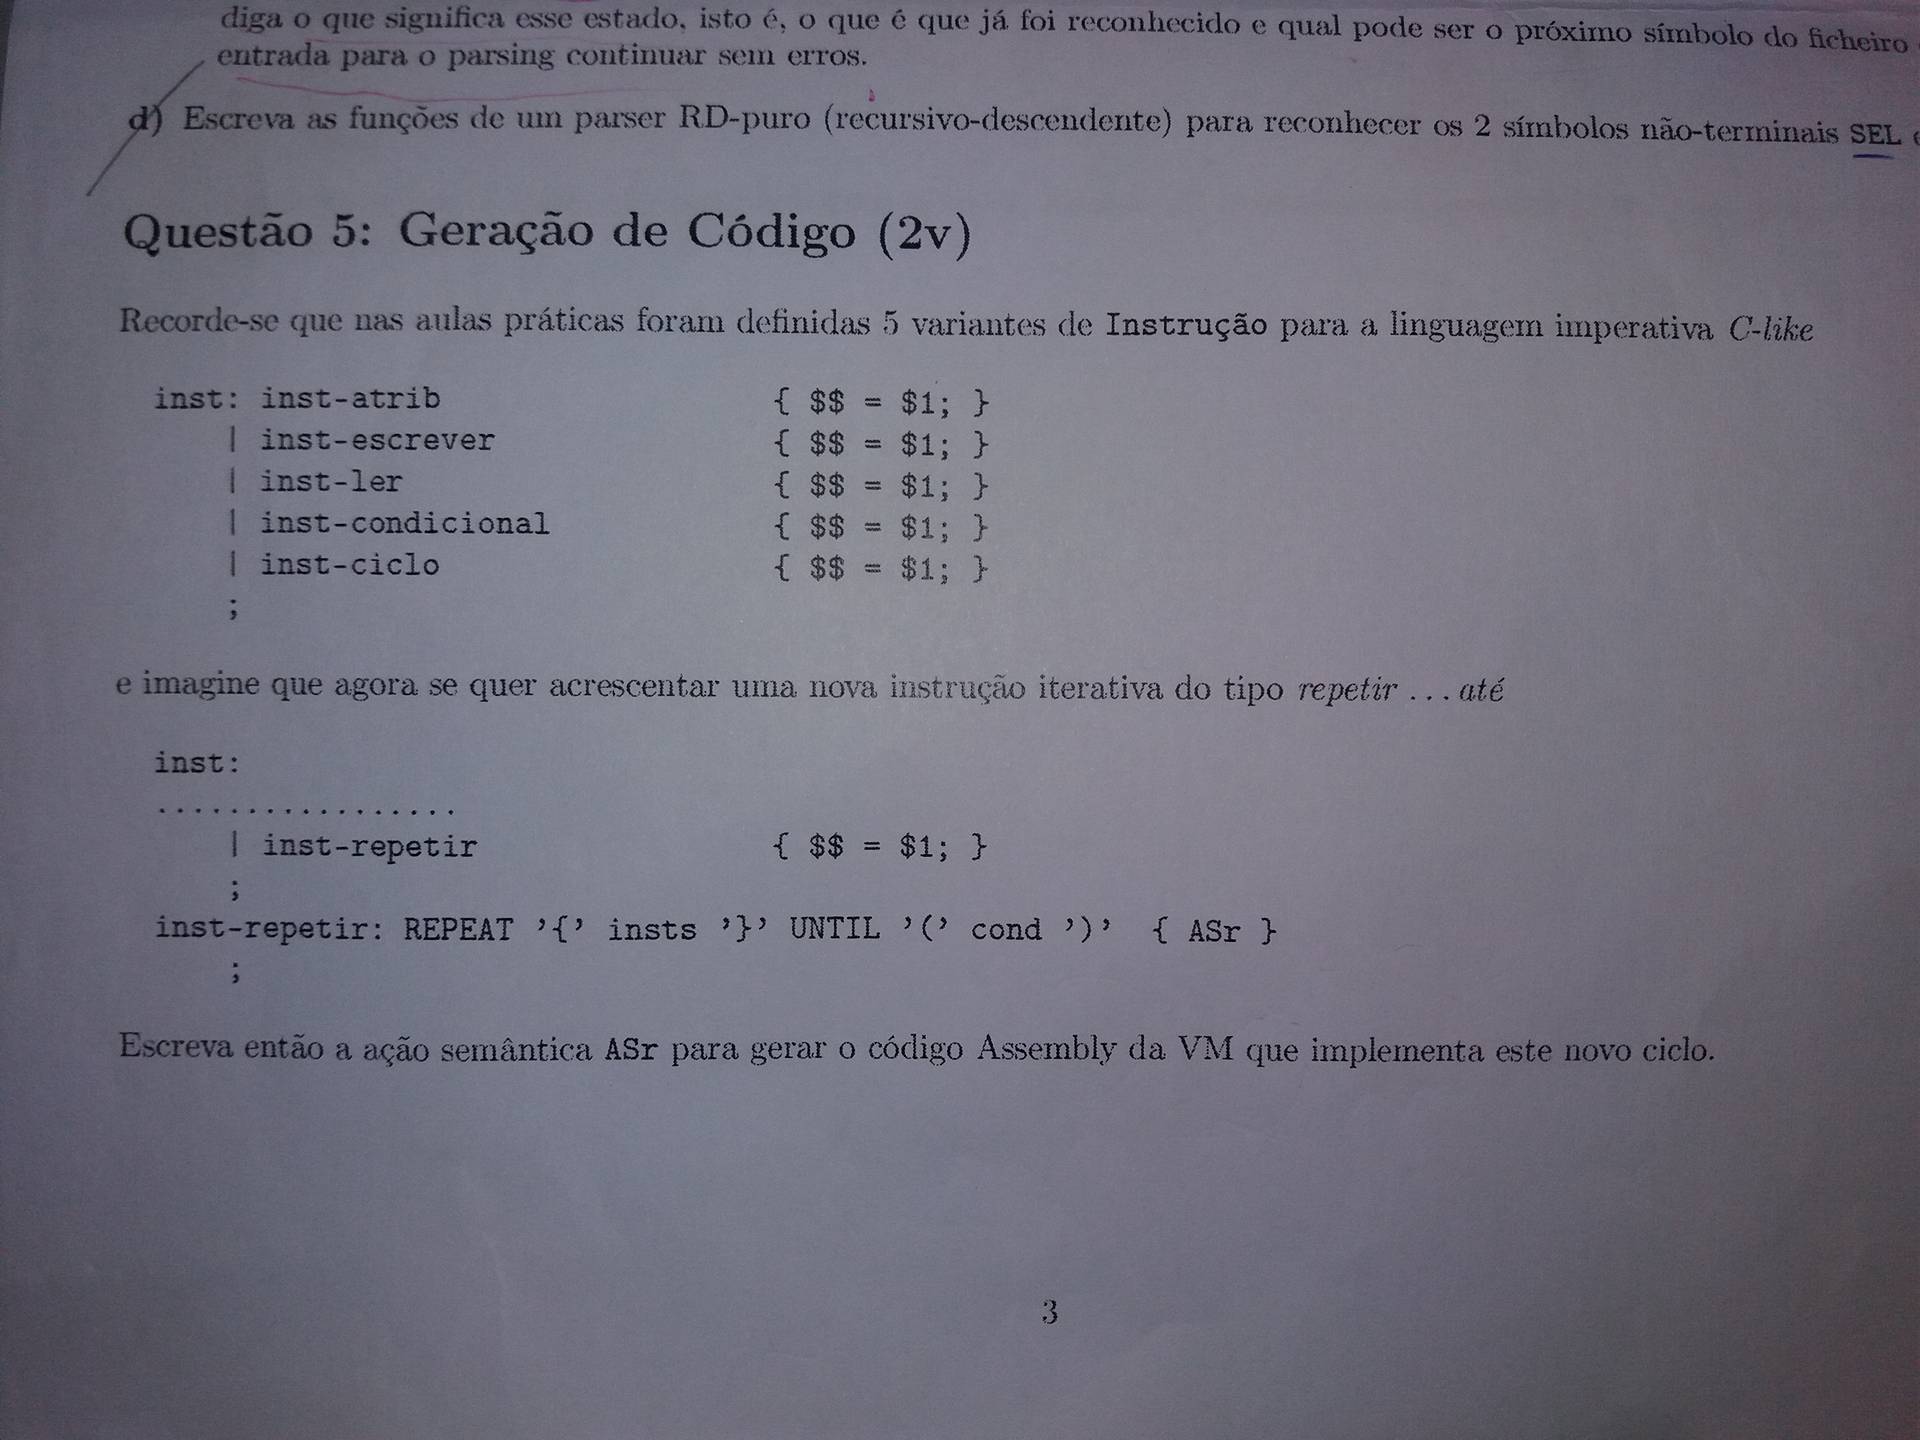 diga o que significa esse estado, isto é, o que é que já foi reconhecido e qual pode ser o próximo símbolo do ficheiro
entrada para o parsing continuar sem erros.
d) Escreva as funções de um parser RD-puro (recursivo-descendente) para reconhecer os 2 símbolos não-terminais SEL
Questão 5: Geração de Código (2v)
Recorde-se que nas aulas práticas foram definidas 5 variantes de Instrução para a linguagem imperativa C-like
inst: inst-atrib { $$ = $1; }
| inst-escrever { $$ = $1; }
| inst-ler { $$ = $1; }
| inst-condicional { $$ = $1; }
| inst-ciclo { $$ = $1; }
;
e imagine que agora se quer acrescentar uma nova instrução iterativa do tipo repetir ... até
inst:
.................
| inst-repetir { $$ = $1; }
;
inst-repetir: REPEAT ’{’ insts ’}’ UNTIL ’(’ cond ’)’ { ASr }
;
Escreva então a ação semântica ASr para gerar o código Assembly da VM que implementa este novo ciclo.
3